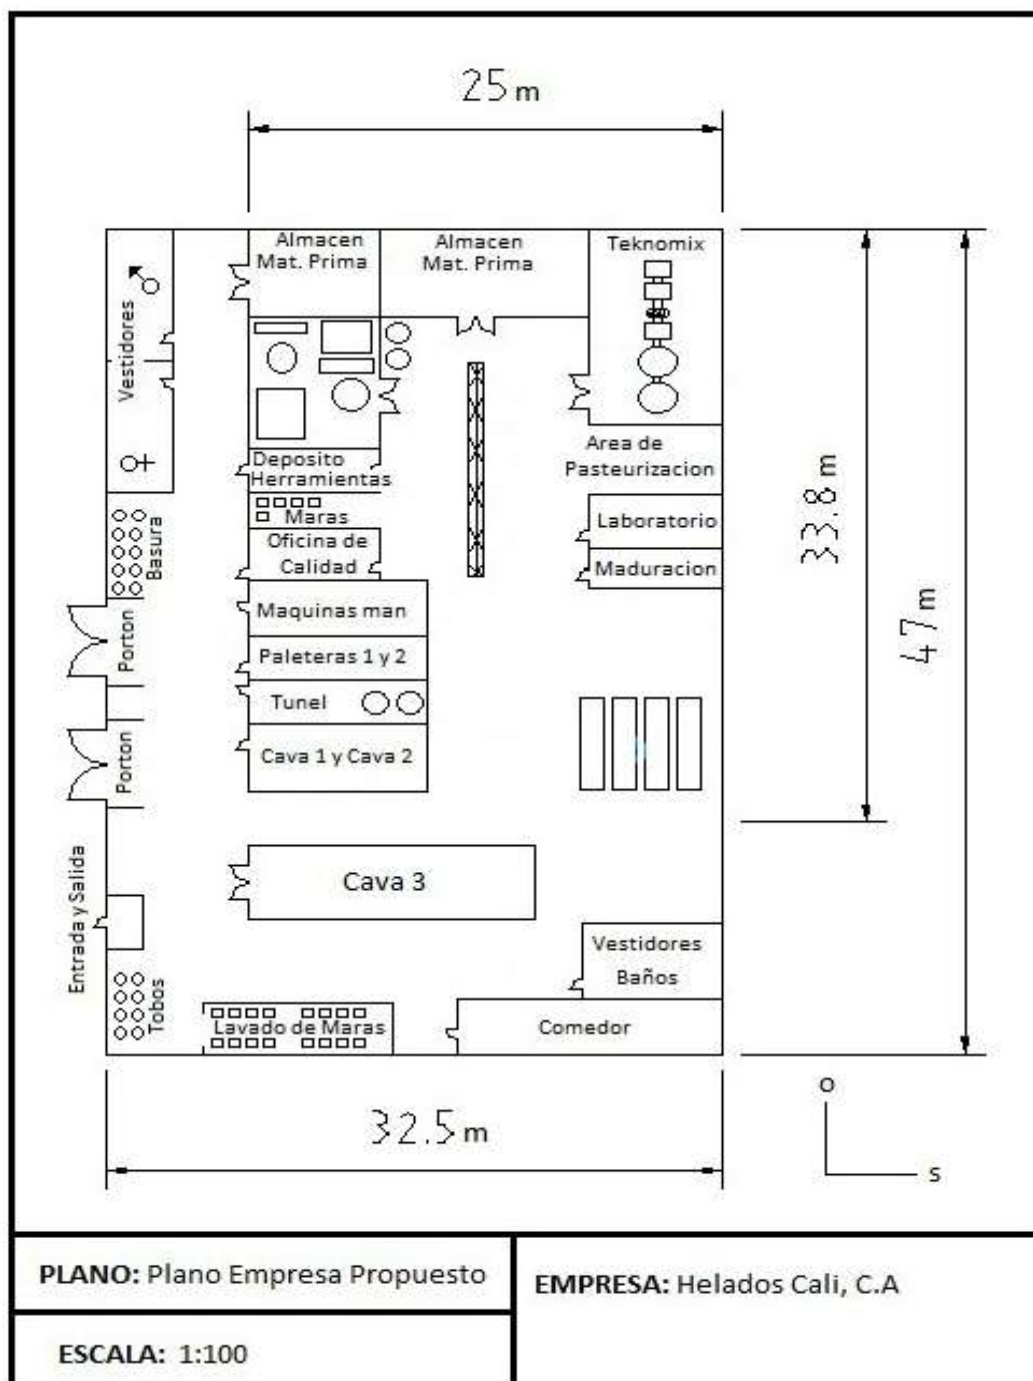 25 m
Almacen
Mat. Prima
Almacen
Mat. Prima
Teknomix
Vestidores
Deposito
Herramientas
Area de
Pasteurizacion
33.8 m
Maras
Laboratorio
Basura
Oficina de
Calidad
Maduracion
47 m
Maquinas man
Porton
Paleteras 1 y 2
Tunel
Porton
Cava 1 y Cava 2
Entrada y Salida
Cava 3
Vestidores
Baños
Tobos
Lavado de Maras
Comedor
32.5 m
O
S
PLANO: Plano Empresa Propuesto
EMPRESA: Helados Cali, C.A
ESCALA: 1:100